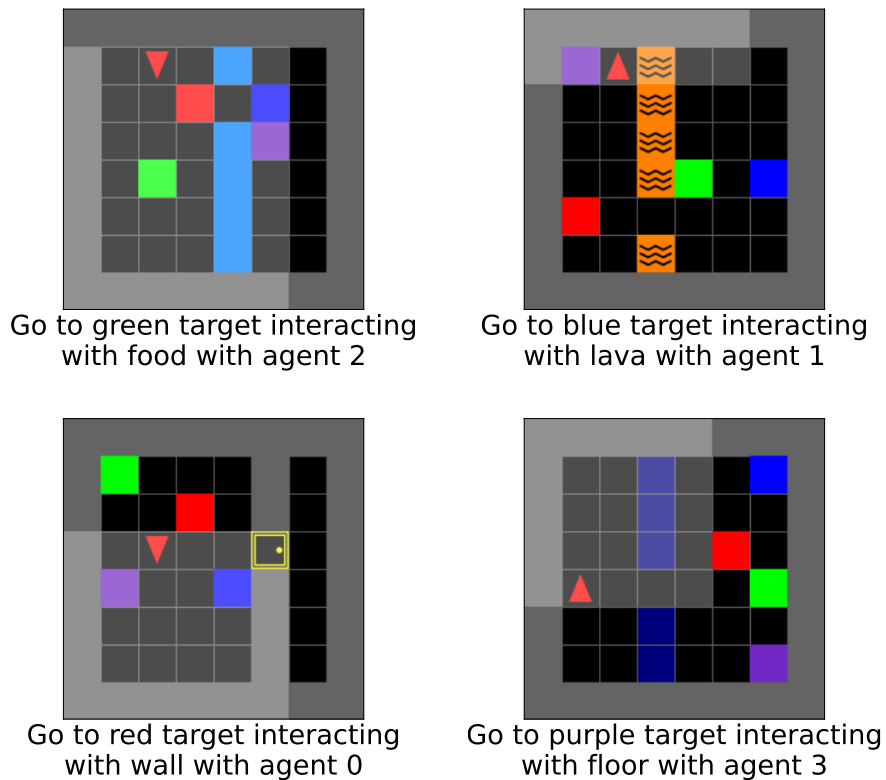 Go to green target interacting
with food with agent 2
Go to blue target interacting
with lava with agent 1
Go to red target interacting
with wall with agent 0
Go to purple target interacting
with floor with agent 3